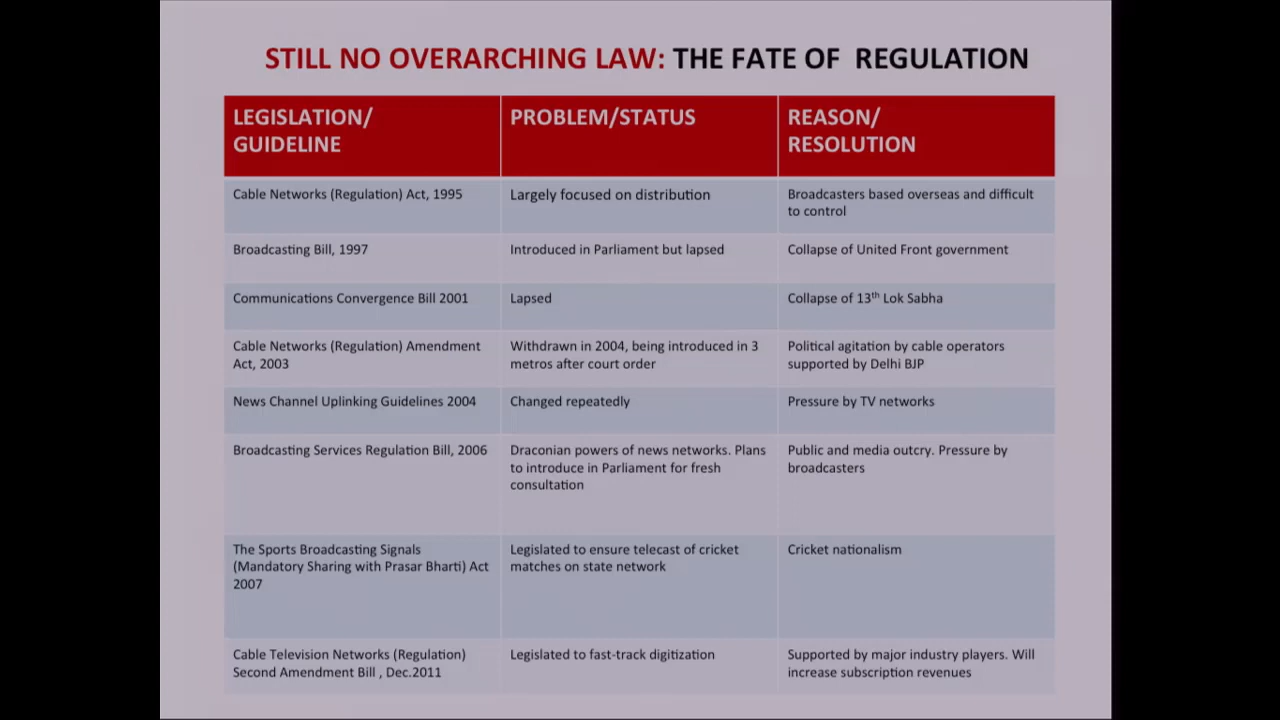 STILL NO OVERARCHING LAW: THE FATE OF REGULATION
LEGISLATION/
GUIDELINE
PROBLEM/STATUS
REASON/
RESOLUTION
Cable Networks (Regulation) Act, 1995
Largely focused on distribution
Broadcasters based overseas and difficult
to control
Broadcasting Bill, 1997
Introduced in Parliament but lapsed
Collapse of United Front government
Communications Convergence Bill 2001
Lapsed
Collapse of 13th Lok Sabha
Cable Networks (Regulation) Amendment
Act, 2003
Withdrawn in 2004, being introduced in 3
metros after court order
Political agitation by cable operators
supported by Delhi BJP
News Channel Uplinking Guidelines 2004
Changed repeatedly
Pressure by TV networks
Broadcasting Services Regulation Bill, 2006
Draconian powers of news networks. Plans
to introduce in Parliament for fresh
consultation
Public and media outcry. Pressure by
broadcasters
The Sports Broadcasting Signals
(Mandatory Sharing with Prasar Bharti) Act
2007
Legislated to ensure telecast of cricket
matches on state network
Cricket nationalism
Cable Television Networks (Regulation)
Second Amendment Bill , Dec.2011
Legislated to fast-track digitization
Supported by major industry players. Will
increase subscription revenues